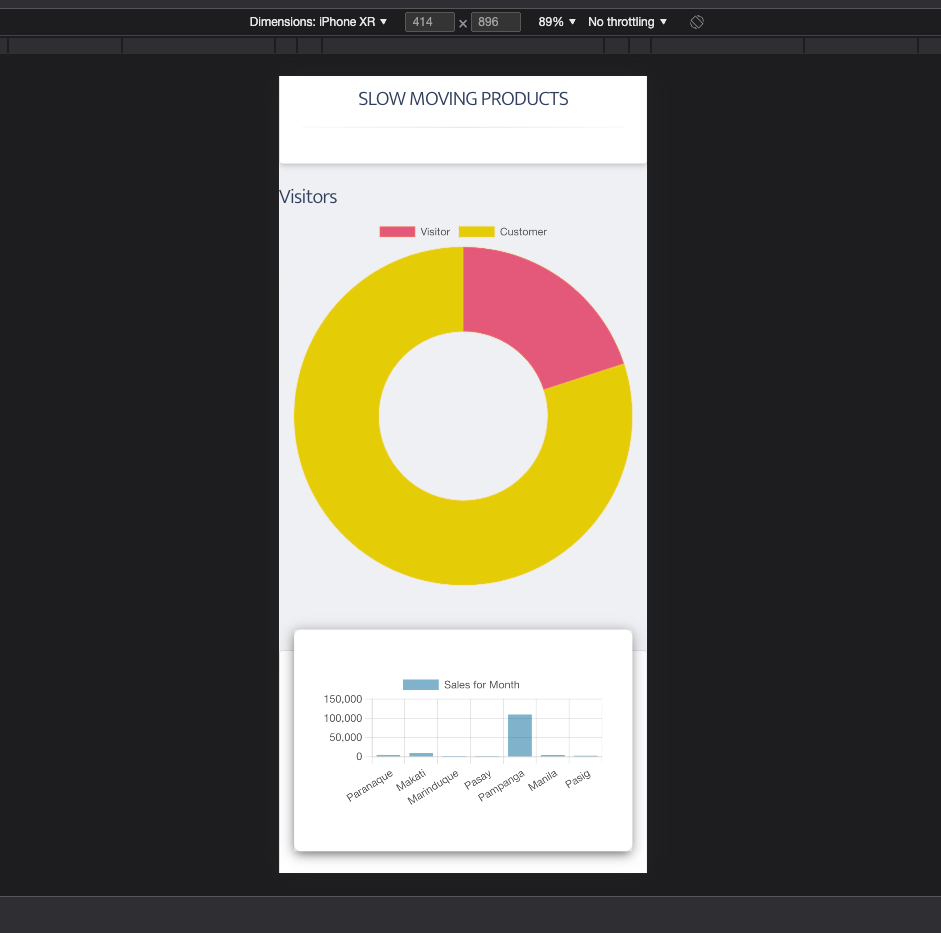 Dimensions: iPhone XR ▼ 414 × 896 89% ▼ No throttling ▼
SLOW MOVING PRODUCTS
Visitors
Visitor Customer
Sales for Month
150,000
100,000
50,000
0
Paranaque Makati Marinduque Pasay Pampanga Manila Pasig